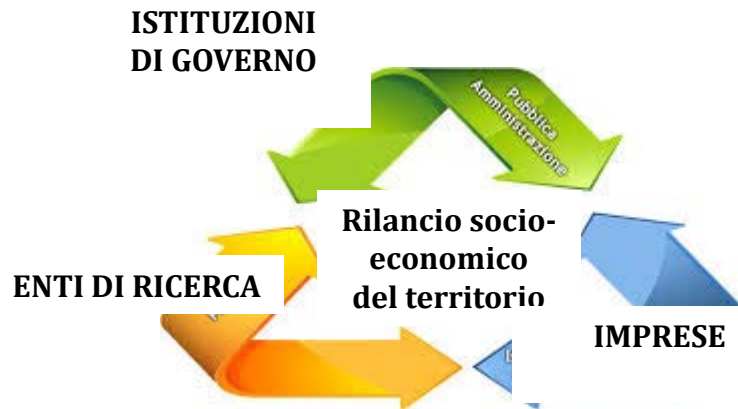 ISTITUZIONI
DI GOVERNO
Pubblica
Amministrazione
Rilancio socio-
economico
del territorio
ENTI DI RICERCA
IMPRESE